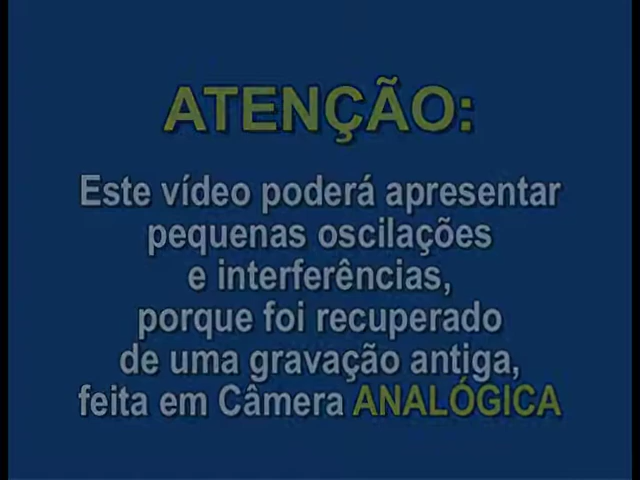 ATENÇÃO:
Este vídeo poderá apresentar
pequenas oscilações
e interferências,
porque foi recuperado
de uma gravação antiga,
feita em Câmera ANALÓGICA